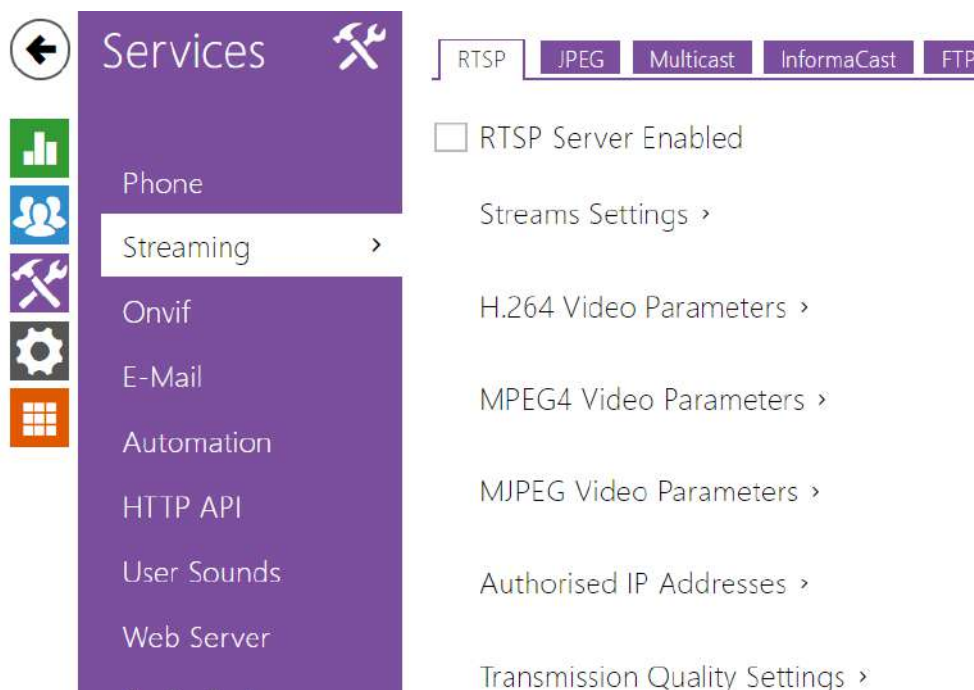 Services
Phone
Streaming
Onvif
E-Mail
Automation
HTTP API
User Sounds
Web Server
RTSP JPEG Multicast InformaCast FTP
RTSP Server Enabled
Streams Settings
H.264 Video Parameters
MPEG4 Video Parameters
MJPEG Video Parameters
Authorised IP Addresses
Transmission Quality Settings